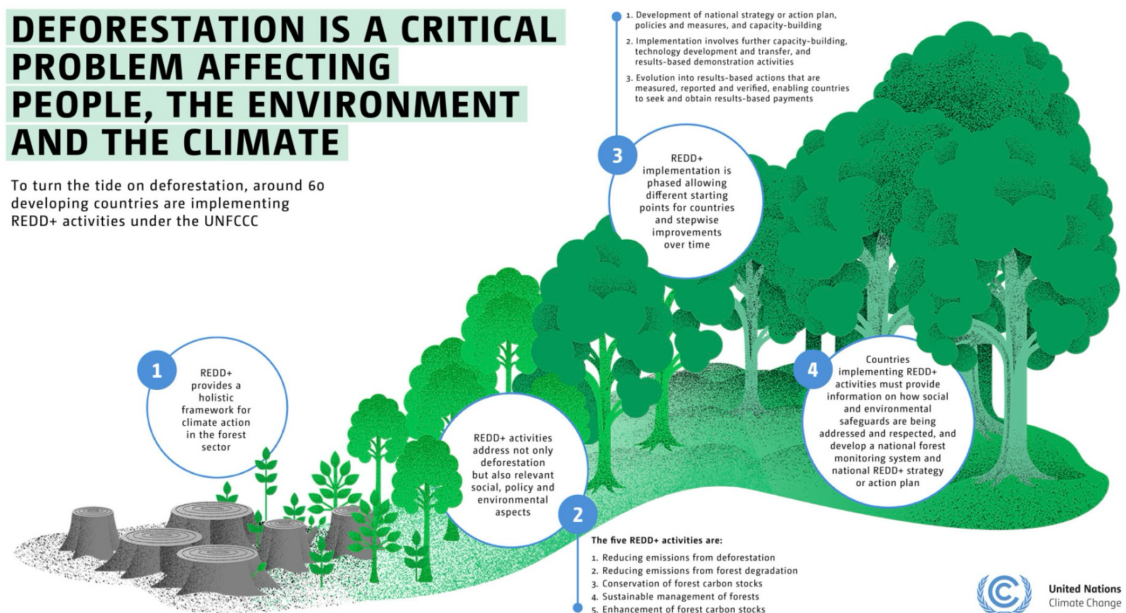 DEFORESTATION IS A CRITICAL
PROBLEM AFFECTING
PEOPLE, THE ENVIRONMENT
AND THE CLIMATE
To turn the tide on deforestation, around 60
developing countries are implementing
REDD+ activities under the UNFCCC
1
REDD+
provides a
holistic
framework for
climate action
in the forest
sector
REDD+ activities
address not only
deforestation
but also relevant
social, policy and
environmental
aspects
2
The five REDD+ activities are:
1. Reducing emissions from deforestation
2. Reducing emissions from forest degradation
3. Conservation of forest carbon stocks
4. Sustainable management of forests
5. Enhancement of forest carbon stocks
1. Development of national strategy or action plan,
policies and measures, and capacity-building
2. Implementation involves further capacity-building,
technology development and transfer, and
results-based demonstration activities
3. Evolution into results-based actions that are
measured, reported and verified, enabling countries
to seek and obtain results-based payments
3
REDD+
implementation is
phased allowing
different starting
points for countries
and stepwise
improvements
over time
4
Countries
implementing REDD+
activities must provide
information on how social
and environmental
safeguards are being
addressed and respected, and
develop a national forest
monitoring system and
national REDD+ strategy
or action plan
United Nations
Climate Change